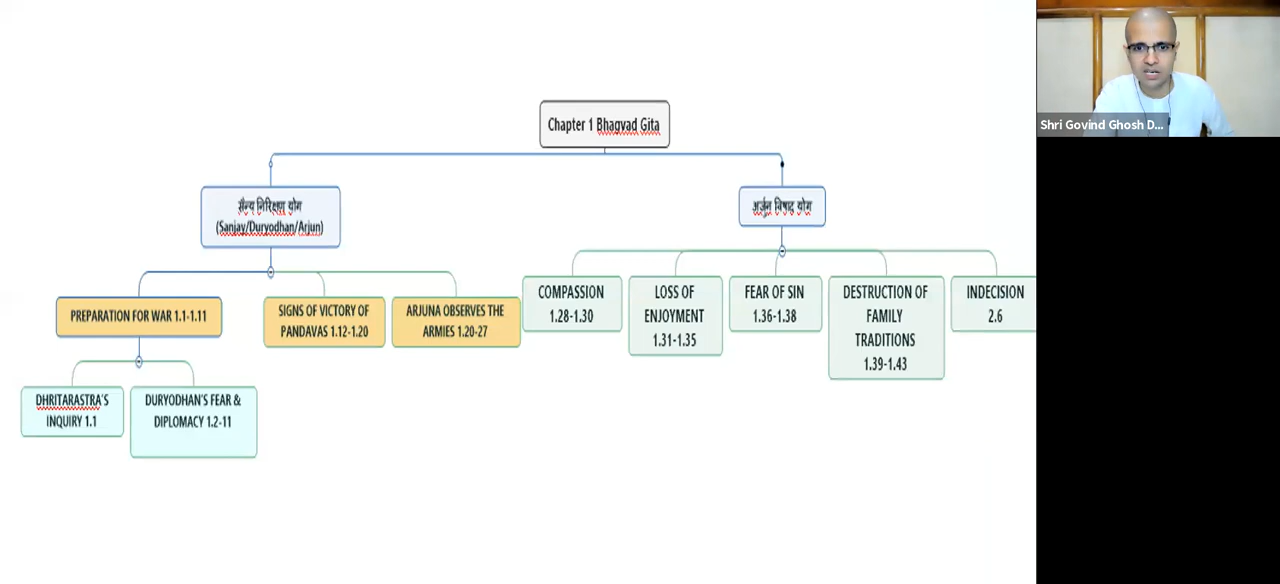 Chapter 1 Bhagvad Gita
Shri Govind Ghosh D...
सैन्य निरिक्षण योग
(Sanjay/Duryodhan/Arjun)
अर्जुन विषाद योग
PREPARATION FOR WAR 1.1-1.11
SIGNS OF VICTORY OF
PANDAVAS 1.12-1.20
ARJUNA OBSERVES THE
ARMIES 1.20-27
COMPASSION
1.28-1.30
LOSS OF
ENJOYMENT
1.31-1.35
FEAR OF SIN
1.36-1.38
DESTRUCTION OF
FAMILY
TRADITIONS
1.39-1.43
INDECISION
2.6
DHRITARASTRA'S
INQUIRY 1.1
DURYODHAN'S FEAR &
DIPLOMACY 1.2-11